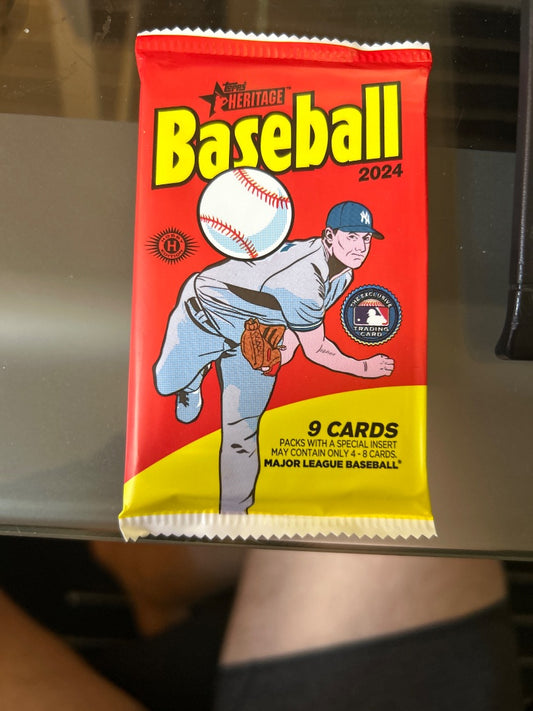 Topps
HERITAGE
Baseball
2024
H
NY
THE EXCLUSIVE
TRADING
CARD
9 CARDS
PACKS WITH A SPECIAL INSERT
MAY CONTAIN ONLY 4 - 8 CARDS.
MAJOR LEAGUE BASEBALL®